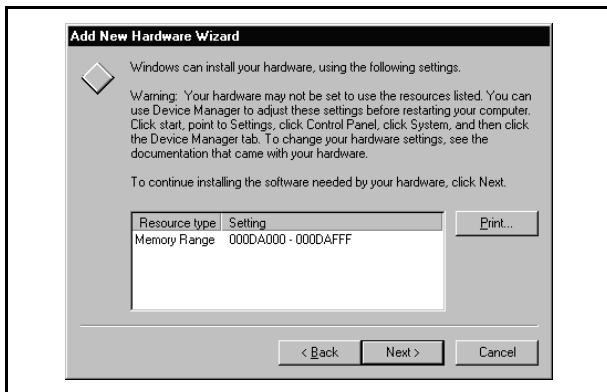 Add New Hardware Wizard
Windows can install your hardware, using the following settings.
Warning: Your hardware may not be set to use the resources listed. You can
use Device Manager to adjust these settings before restarting your computer.
Click start, point to Settings, click Control Panel, click System, and then click
the Device Manager tab. To change your hardware settings, see the
documentation that came with your hardware.
To continue installing the software needed by your hardware, click Next.
Resource type Setting
Memory Range 000DA000 - 000DAFFF
Print...
< Back Next > Cancel